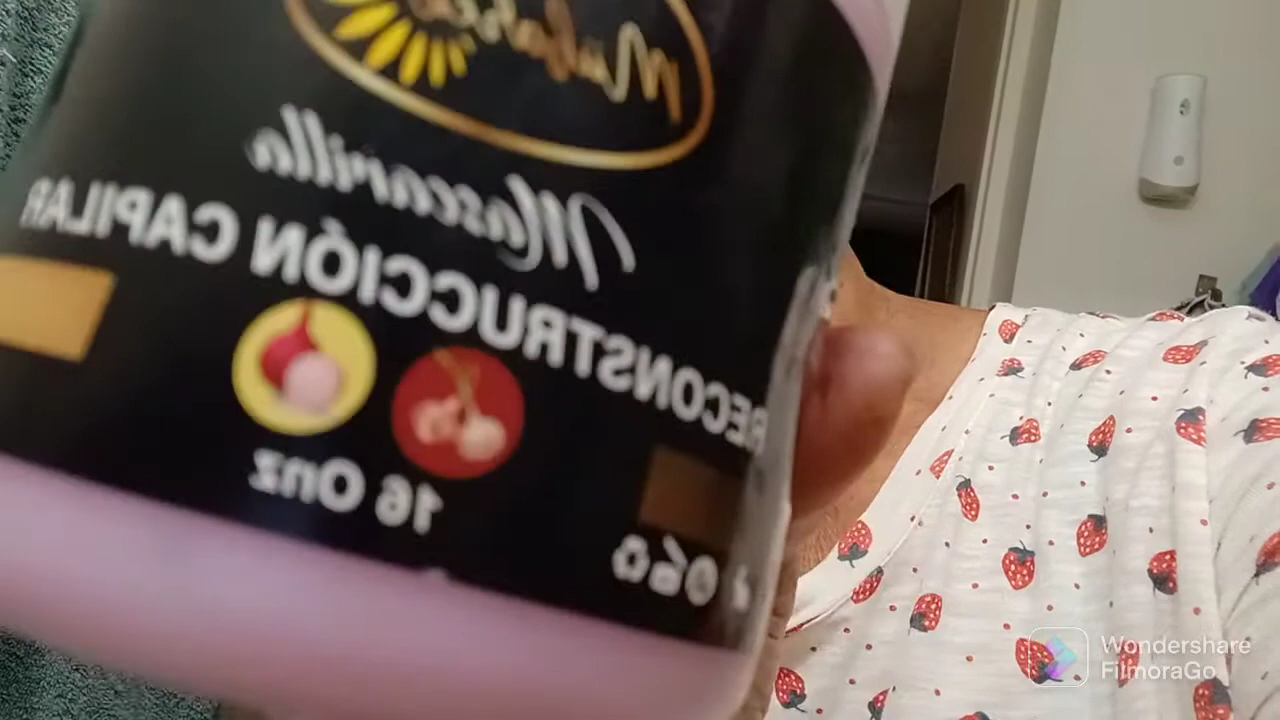 Mascarilla
RECONSTRUCCIÓN CAPILAR
16 Onz
Wondershare
FilmoraGo